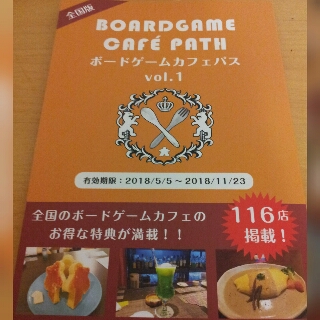 全国版
BOARDGAME
CAFÉ PATH
ボードゲームカフェパス
vol.1
有効期限：2018/5/5～2018/11/23
全国のボードゲームカフェの
お得な特典が満載！！
116店
掲載！